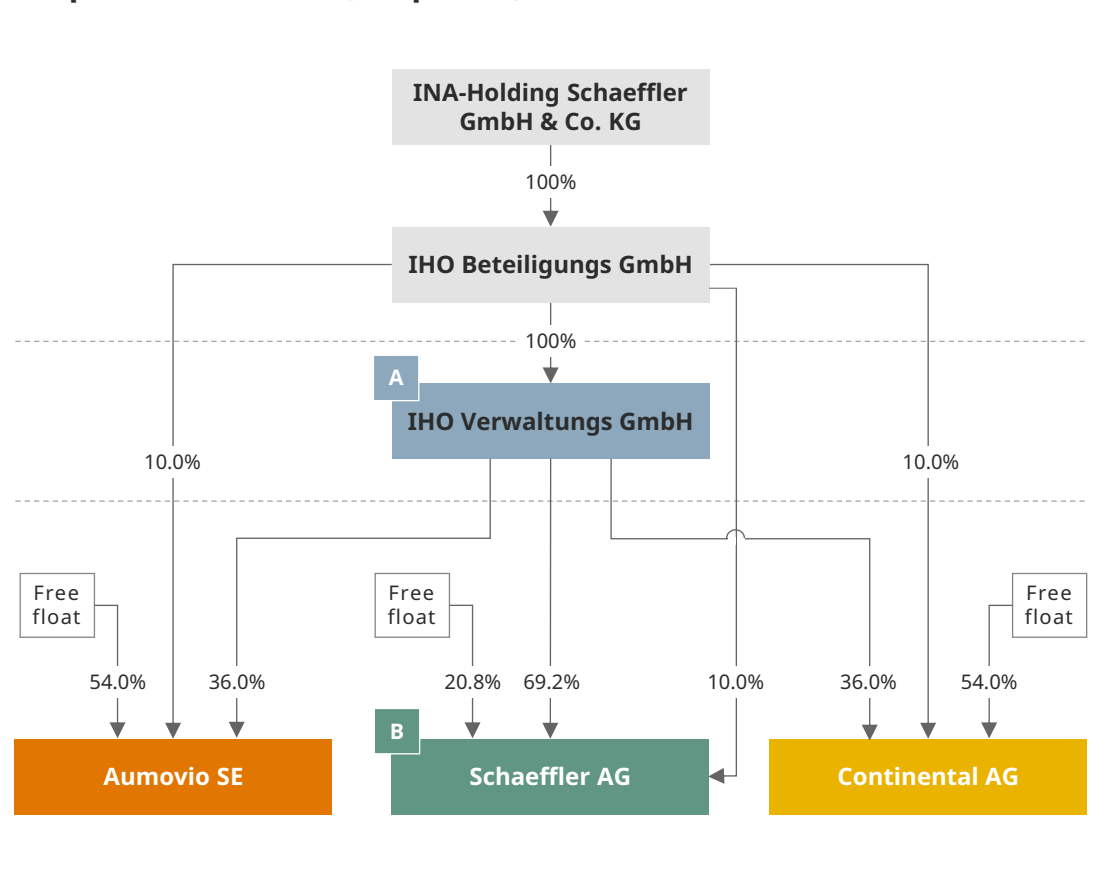 INA-Holding Schaeffler
GmbH & Co. KG
100%
IHO Beteiligungs GmbH
100%
A
IHO Verwaltungs GmbH
10.0%
10.0%
Free
float
Free
float
Free
float
54.0%
36.0%
20.8%
69.2%
10.0%
36.0%
54.0%
B
Aumovio SE
Schaeffler AG
Continental AG